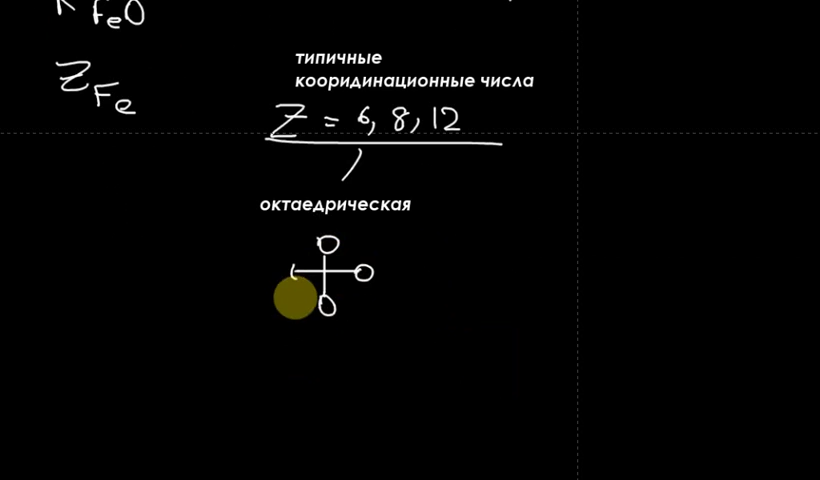 FeO
Z Fe
типичные
кооридинационные числа
Z = 6, 8, 12
октаедрическая